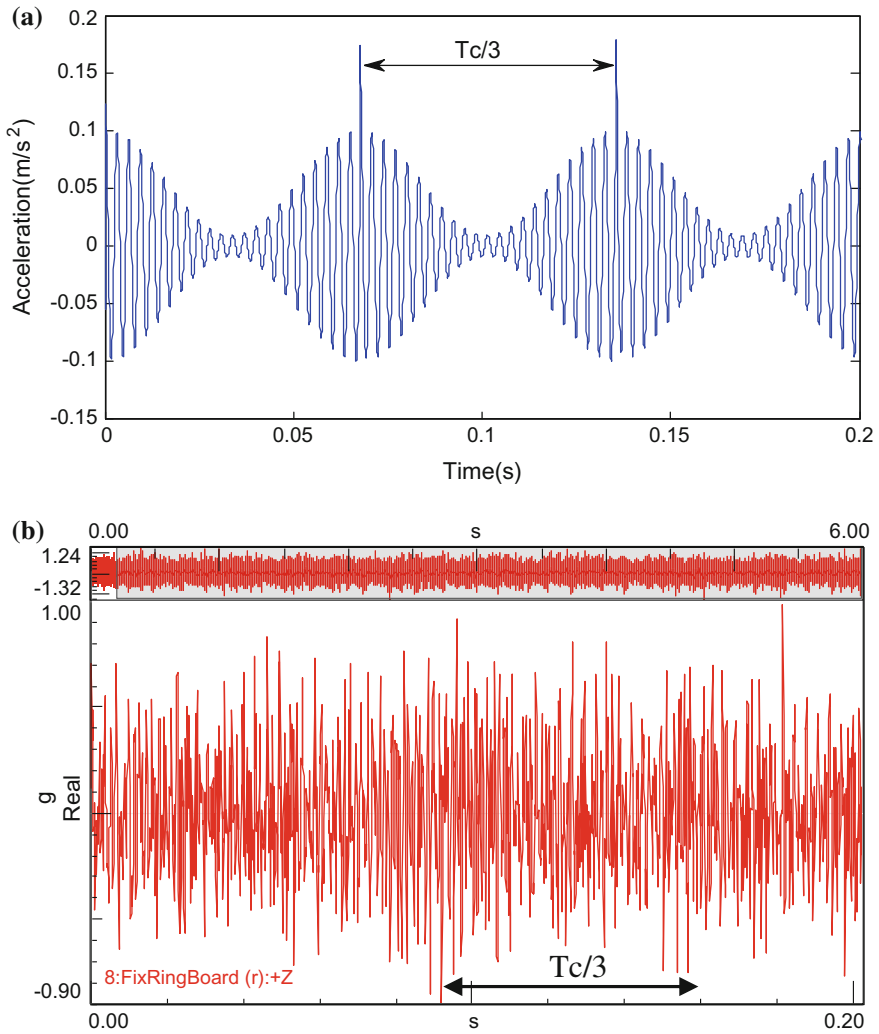 (a)
0.2
0.15
0.1
0.05
0
-0.05
-0.1
-0.15
Acceleration(m/s²)
Tc/3
0 0.05 0.1 0.15 0.2
Time(s)
(b)
0.00 s 6.00
1.24
-1.32
1.00
g
Real
-0.90
8:FixRingBoard (r):+Z
Tc/3
0.00 s 0.20